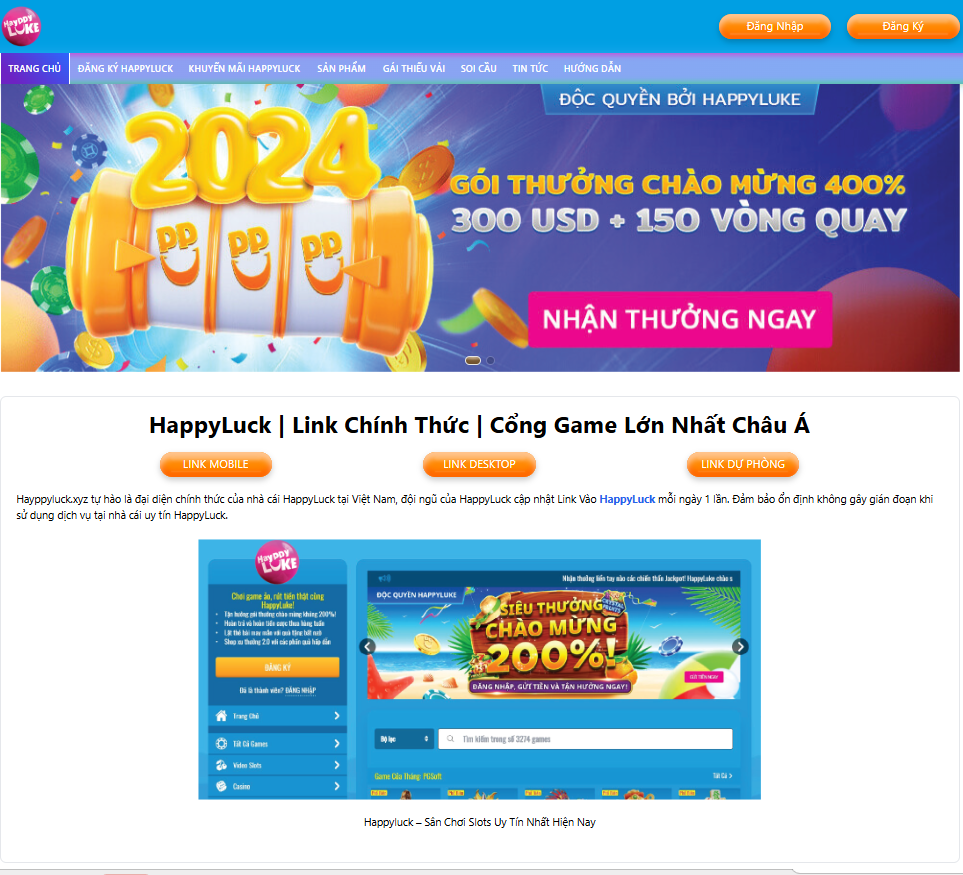 HaYPPY
LUKE
Đăng Nhập
Đăng Ký
TRANG CHỦ
ĐĂNG KÝ HAPPYLUCK
KHUYẾN MÃI HAPPYLUCK
SẢN PHẨM
GÁI THIẾU VẢI
SOI CẦU
TIN TỨC
HƯỚNG DẪN
2024
ĐỘC QUYỀN BỞI HAPPYLUKE
GÓI THƯỞNG CHÀO MỪNG 400%
300 USD + 150 VÒNG QUAY
NHẬN THƯỞNG NGAY
HappyLuck | Link Chính Thức | Cổng Game Lớn Nhất Châu Á
LINK MOBILE
LINK DESKTOP
LINK DỰ PHÒNG
Hayppyluck.xyz tự hào là đại diện chính thức của nhà cái HappyLuck tại Việt Nam, đội ngũ của HappyLuck cập nhật Link Vào HappyLuck mỗi ngày 1 lần. Đảm bảo ổn định không gây gián đoạn khi
sử dụng dịch vụ tại nhà cái uy tín HappyLuck.
HaYPPY
LUKE
Chơi game ảo, rút tiền thật cùng
HappyLuke!
Tận hưởng gói thưởng chào mừng khủng 200%!
Hoàn trả và hoàn tiền cược thua hàng tuần
Lật thẻ bài may mắn với quà tặng bất ngờ
Shop xu thưởng 2.0 với các phần quà hấp dẫn
ĐĂNG KÝ
Đã là thành viên? ĐĂNG NHẬP
Trang Chủ
Tất Cả Games
Video Slots
Casino
Nhận thưởng liền tay nào các chiến thần Jackpot! HappyLuke chào s
ĐỘC QUYỀN HAPPYLUKE
SIÊU THƯỞNG
CHÀO MỪNG
200%!
CRYSTAL
FRUITS
ĐĂNG NHẬP, GỬI TIỀN VÀ TẬN HƯỞNG NGAY!
GỬI TIỀN NGAY
Bộ lọc
Tìm kiếm trong số 3274 games
Game Của Tháng: PGSoft
Tất Cả
Happyluck – Sân Chơi Slots Uy Tín Nhất Hiện Nay